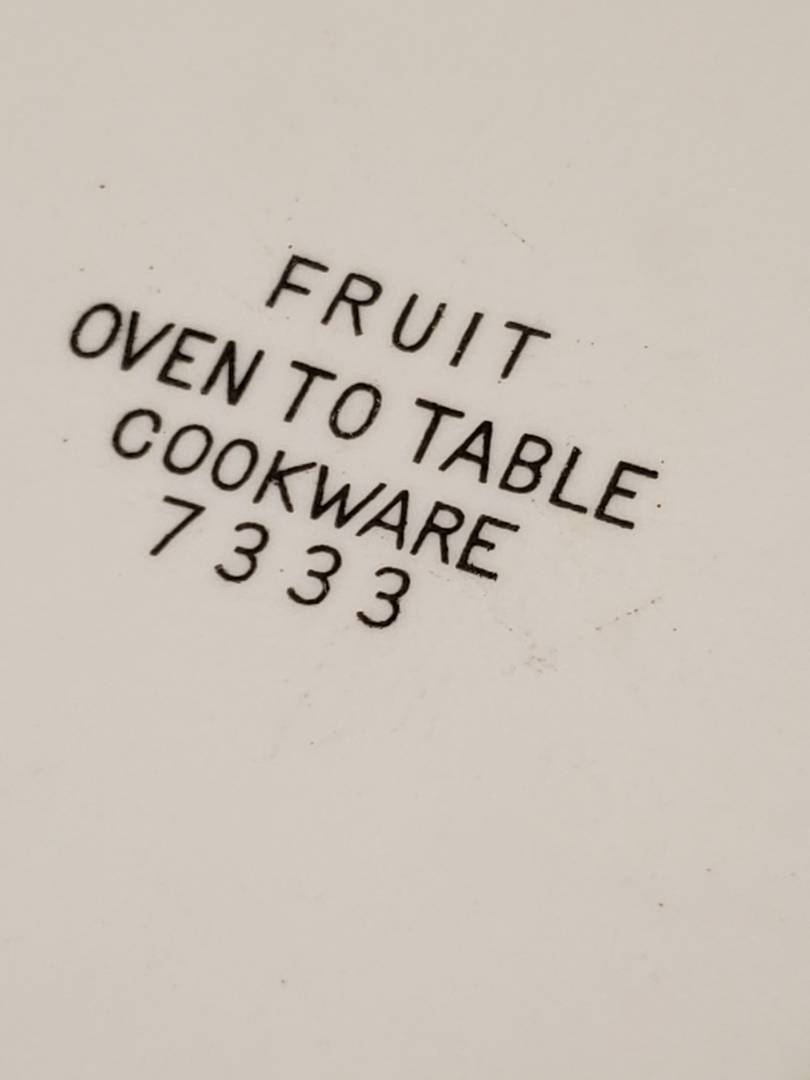 FRUIT
OVEN TO TABLE
COOKWARE
7333